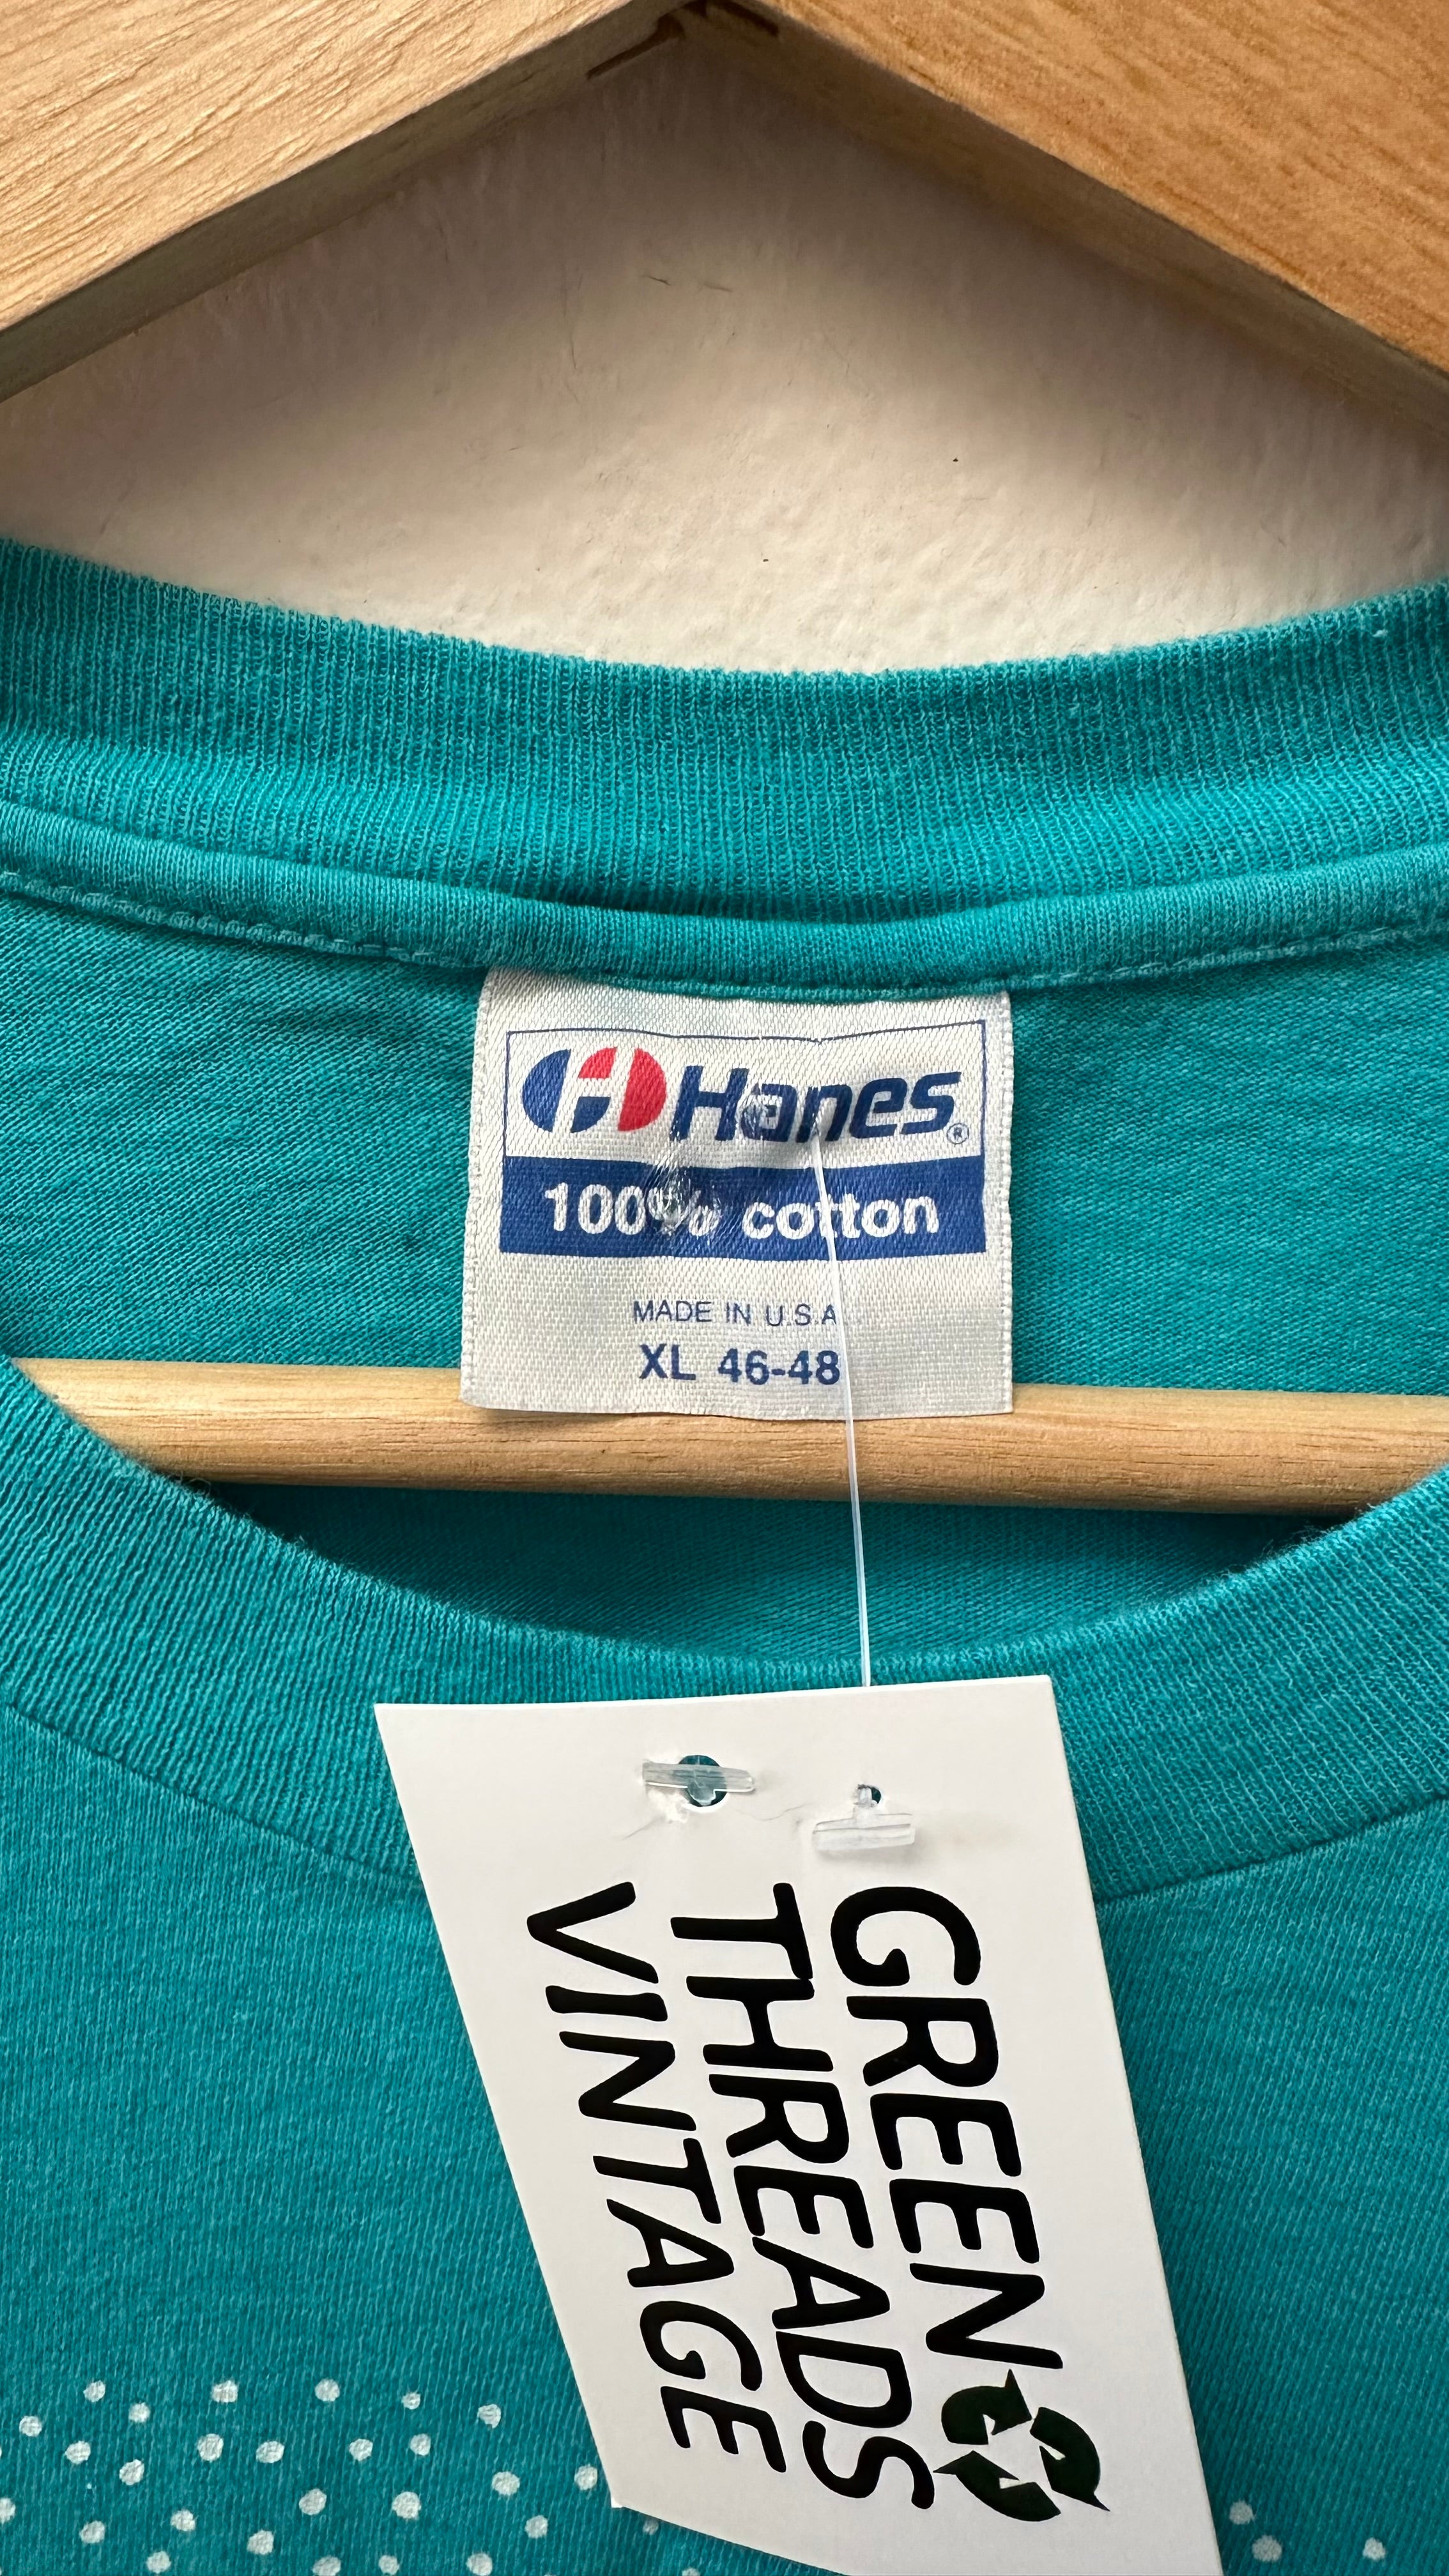 Hanes®
100% cotton
MADE IN U.S.A
XL 46-48
GREEN
THREADS
VINTAGE